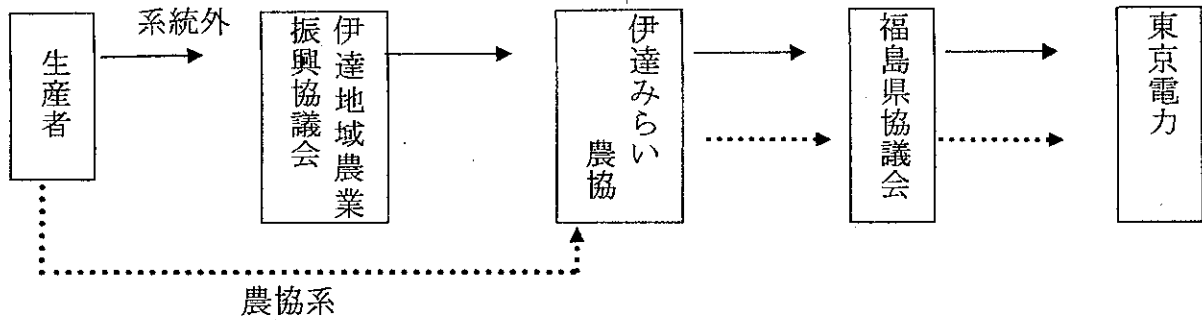 系統外
生産者
伊達地域農業
振興協議会
伊達みらい
農協
福島県協議会
東京電力
農協系